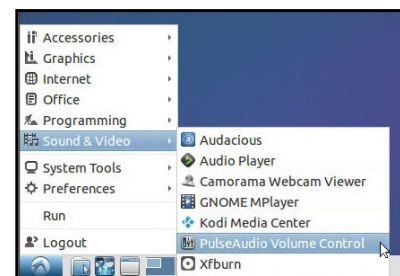 Accessories
Graphics
Internet
Office
Programming
Sound & Video
System Tools
Preferences
Run
Logout
Audacious
Audio Player
Camorama Webcam Viewer
GNOME MPlayer
Kodi Media Center
PulseAudio Volume Control
Xfburn